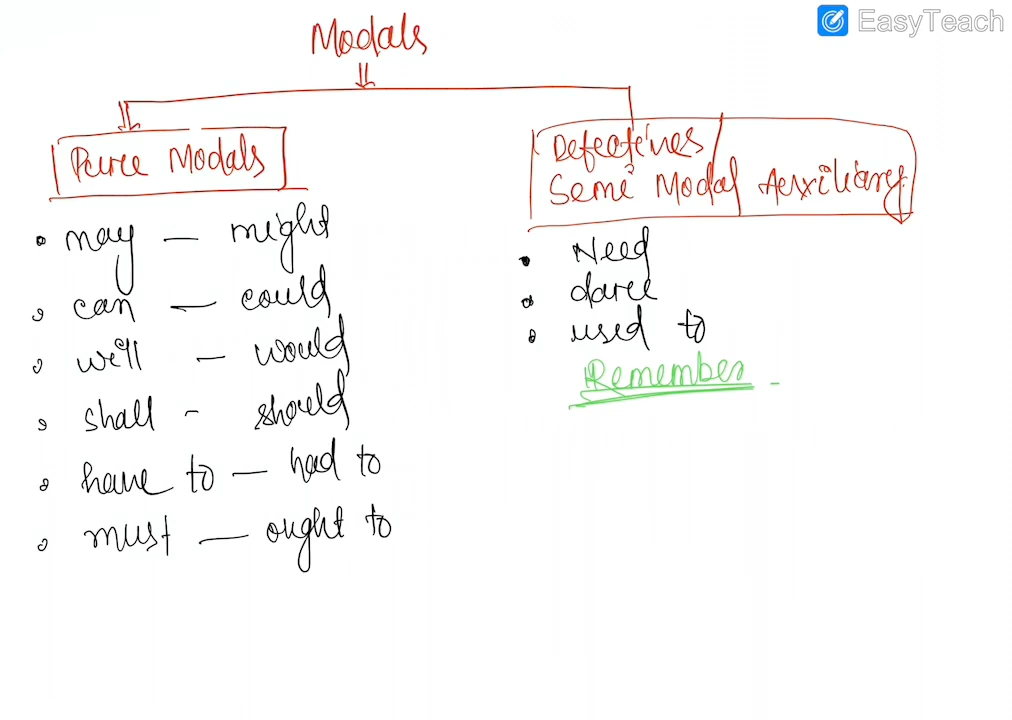 EasyTeach
Modals
Pure Modals
• may — might
• can — could
• will — would
• shall - should
• have to — had to
• must — ought to
Defectives/
Semi Modal Auxiliary
• Need
• dare
• used to
Remember -